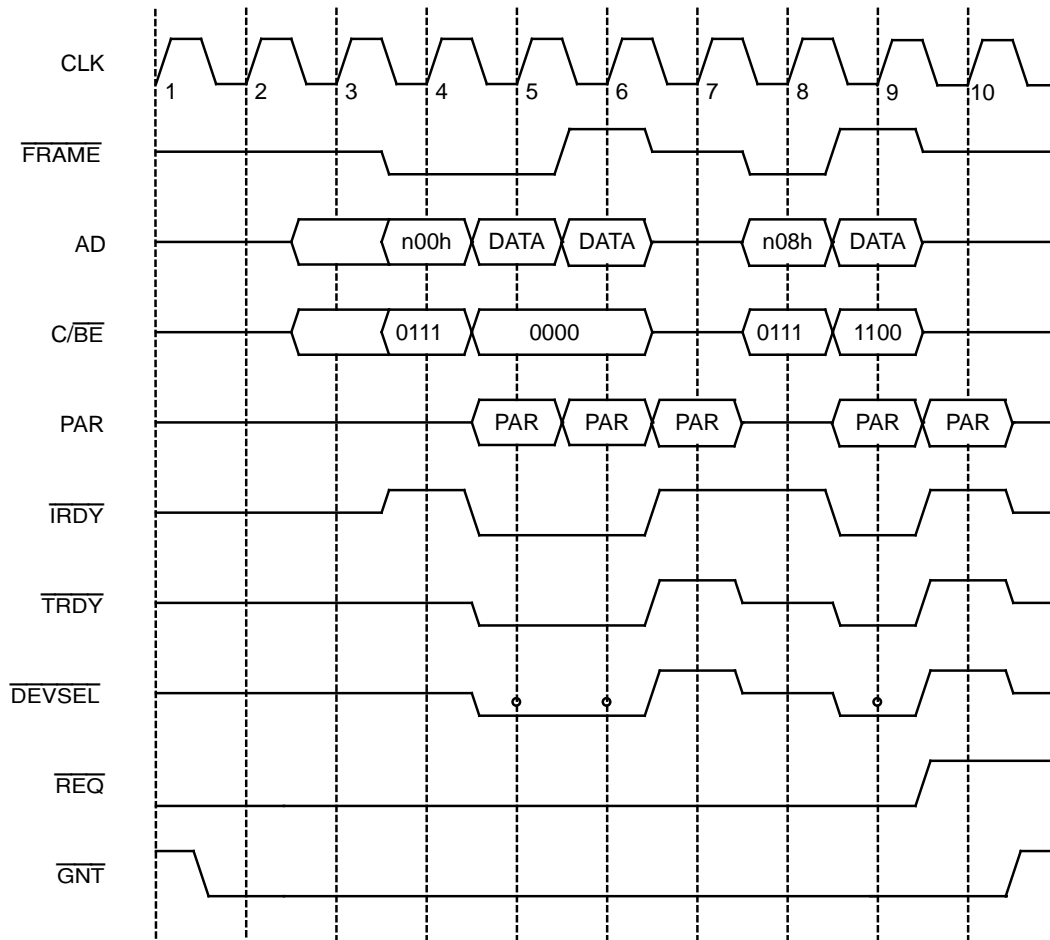 CLK
1 2 3 4 5 6 7 8 9 10
FRAME
AD n00h DATA DATA n08h DATA
C/BE 0111 0000 0111 1100
PAR PAR PAR PAR PAR PAR
IRDY
TRDY
DEVSEL
REQ
GNT